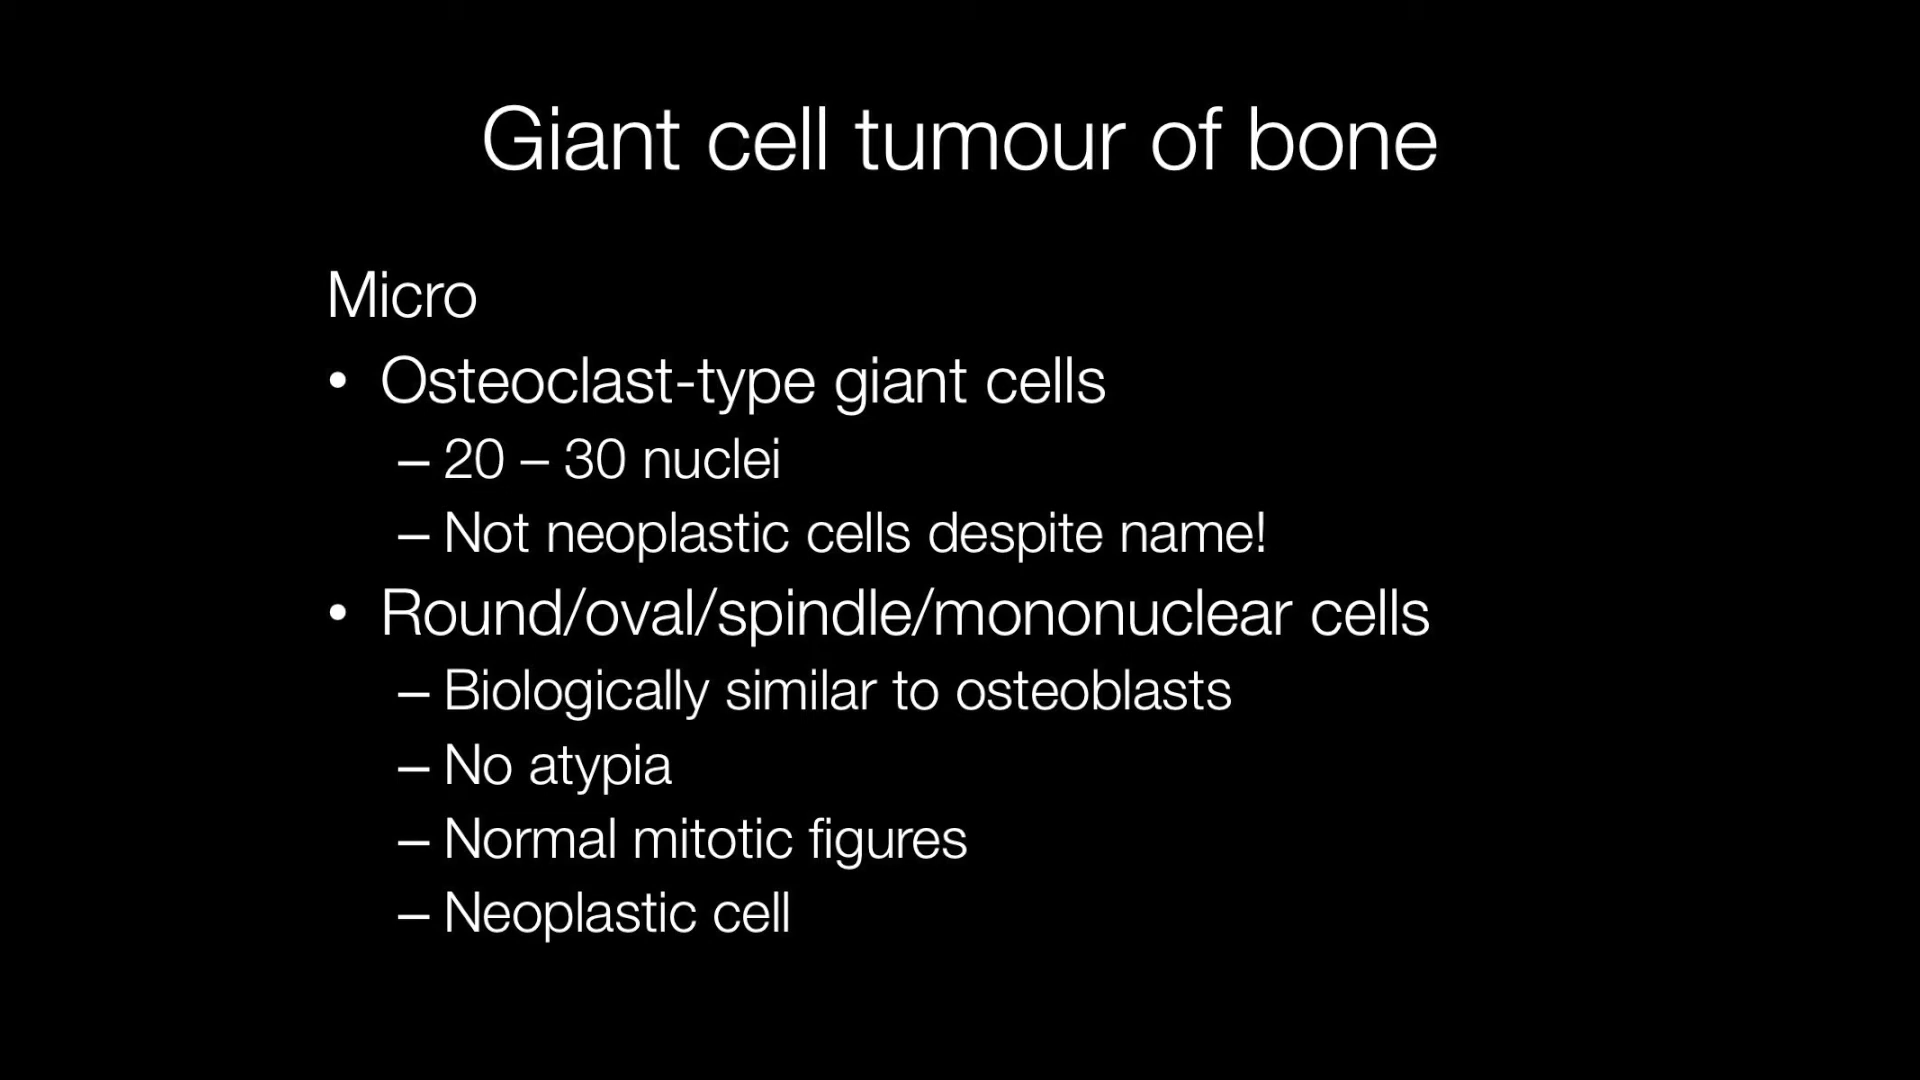 Giant cell tumour of bone
Micro
• Osteoclast-type giant cells
– 20 – 30 nuclei
– Not neoplastic cells despite name!
• Round/oval/spindle/mononuclear cells
– Biologically similar to osteoblasts
– No atypia
– Normal mitotic figures
– Neoplastic cell